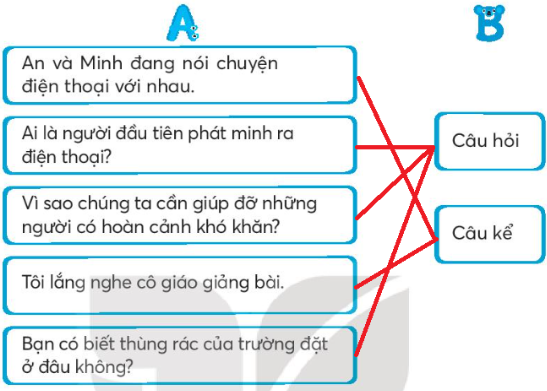 A
B
An và Minh đang nói chuyện
điện thoại với nhau.
Ai là người đầu tiên phát minh ra
điện thoại?
Câu hỏi
Vì sao chúng ta cần giúp đỡ những
người có hoàn cảnh khó khăn?
Câu kể
Tôi lắng nghe cô giáo giảng bài.
Bạn có biết thùng rác của trường đặt
ở đâu không?